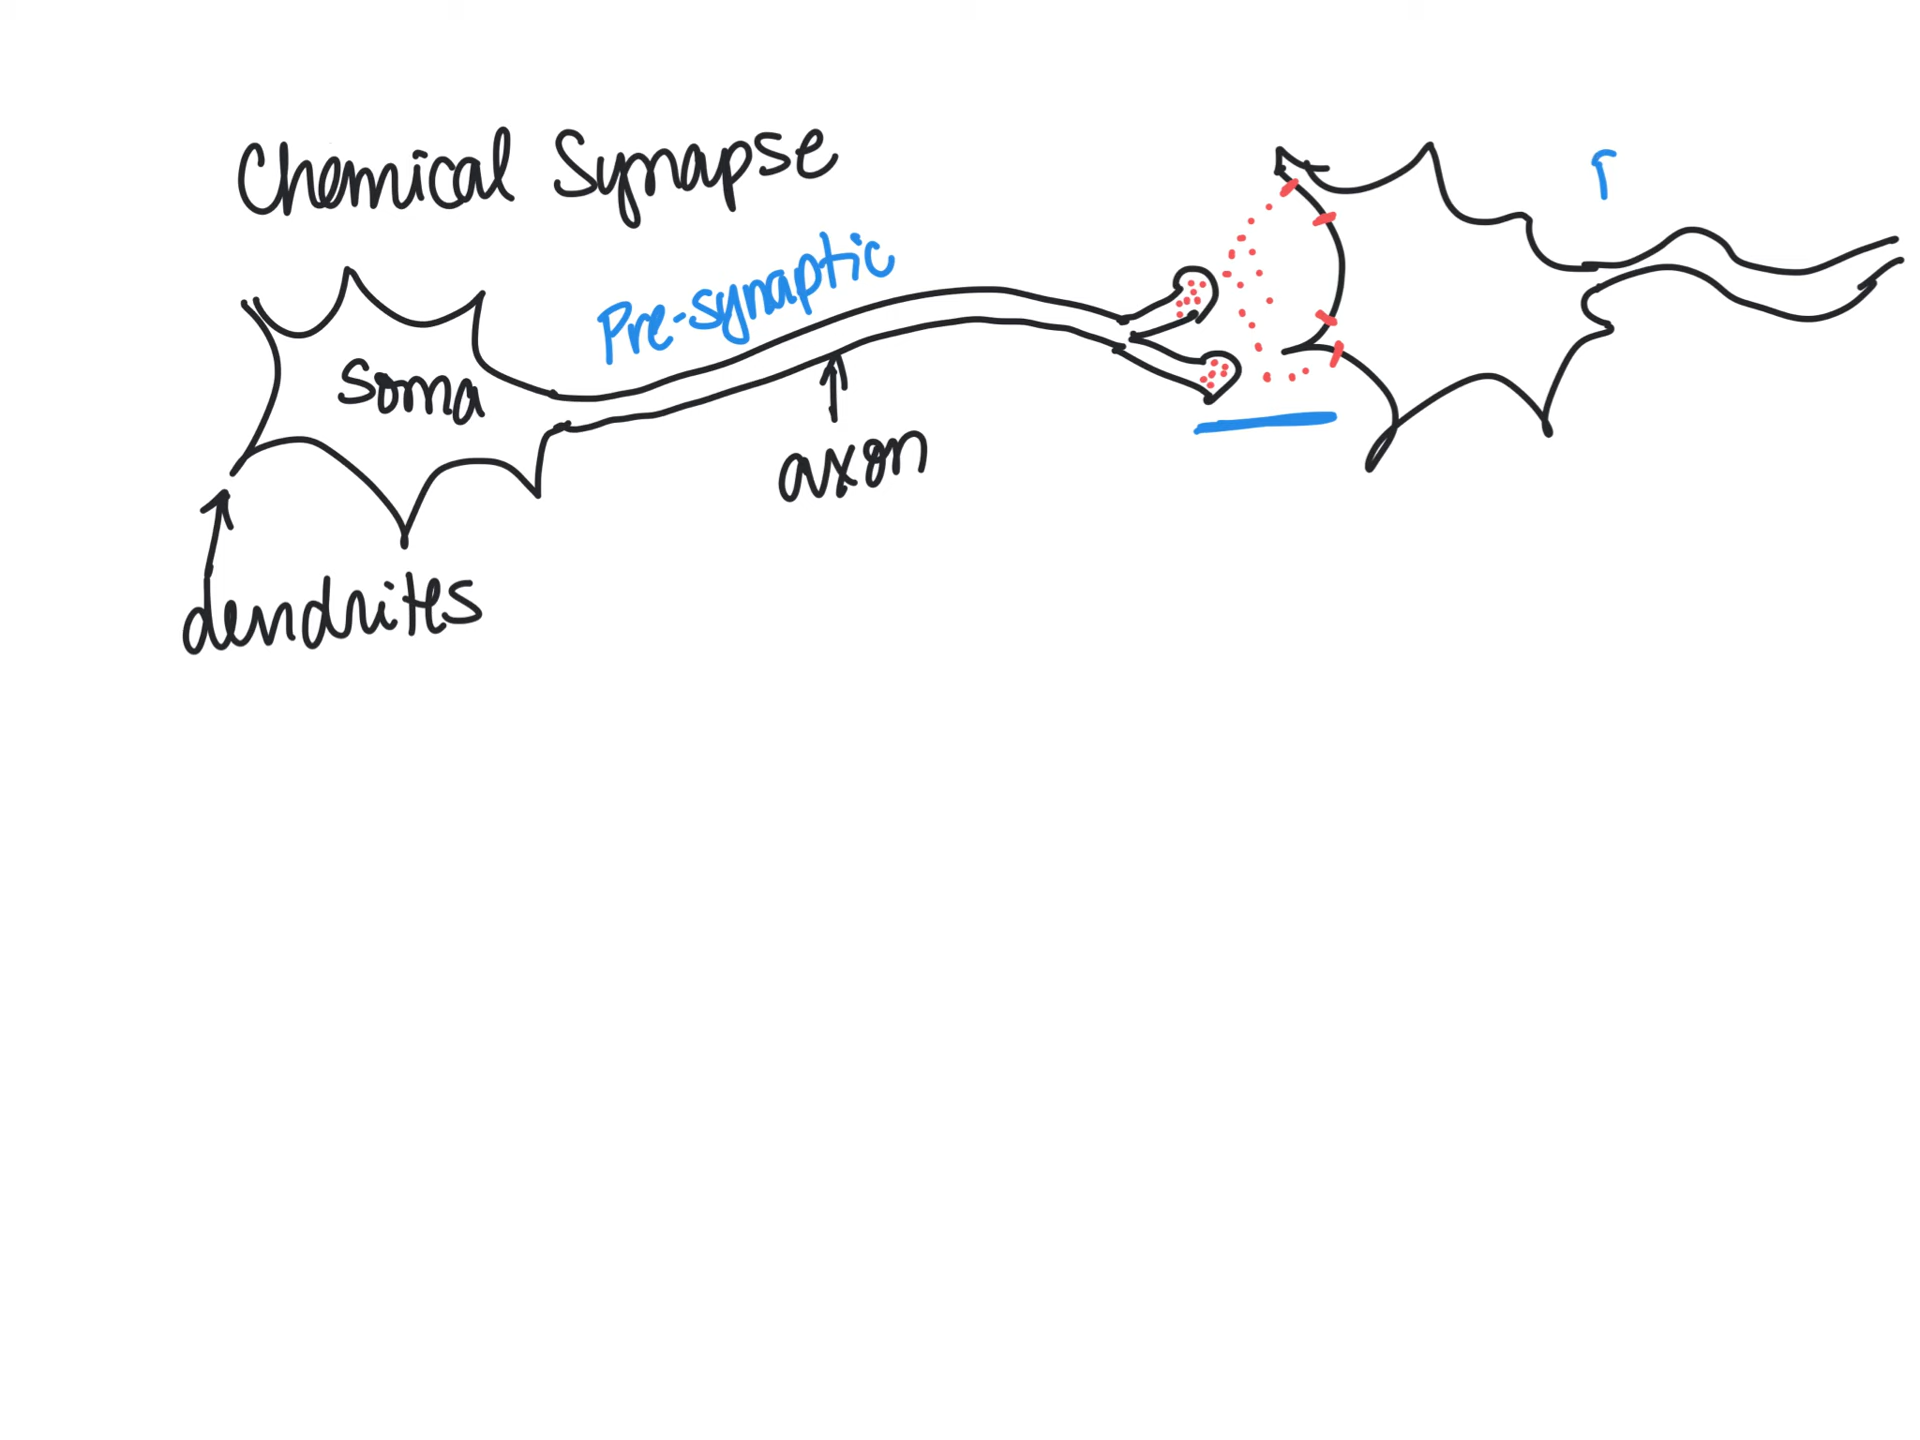 Chemical Synapse
Pre-synaptic
Soma
axon
dendrites